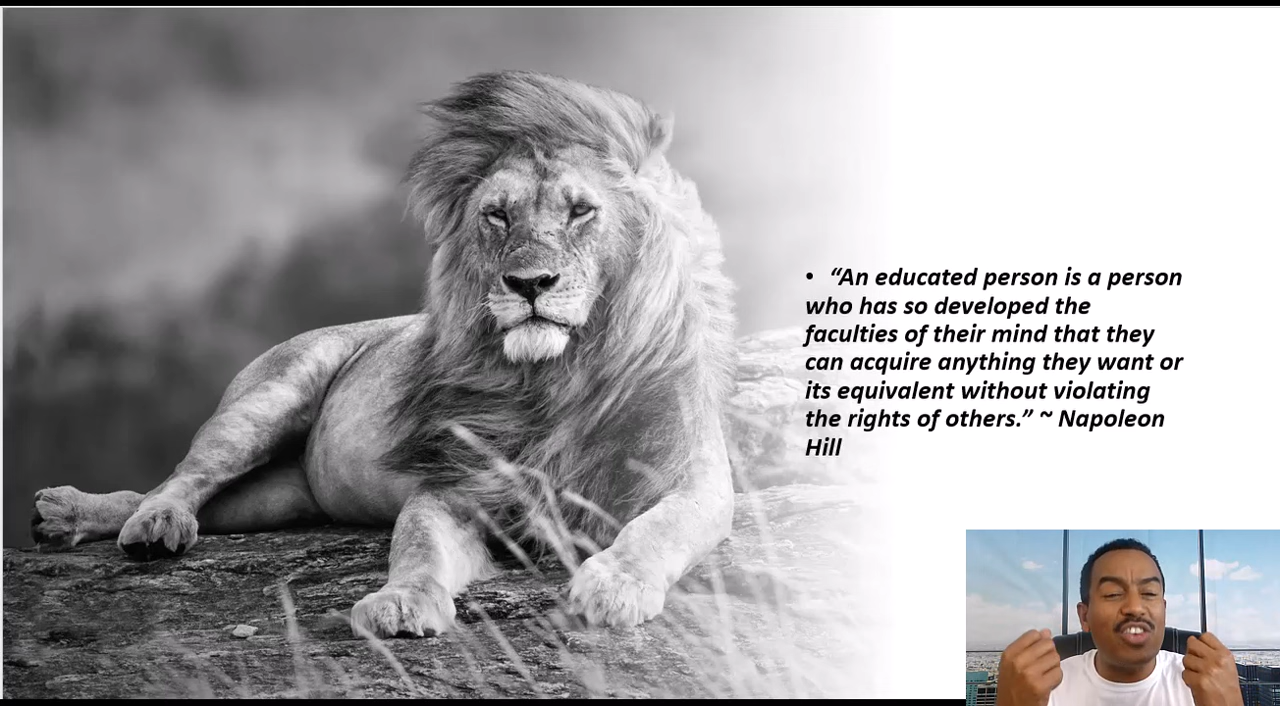 • “An educated person is a person
who has so developed the
faculties of their mind that they
can acquire anything they want or
its equivalent without violating
the rights of others.” ~ Napoleon
Hill